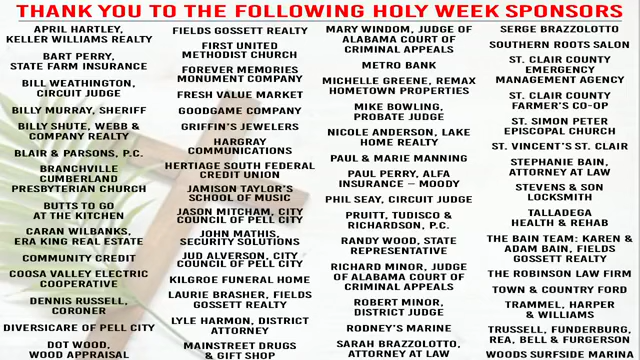 THANK YOU TO THE FOLLOWING HOLY WEEK SPONSORS
APRIL HARTLEY,
KELLER WILLIAMS REALTY
BART PERRY,
STATE FARM INSURANCE
BILL WEATHINGTON,
CIRCUIT JUDGE
BILLY MURRAY, SHERIFF
BILLY SHUTE, WEBB &
COMPANY REALTY
BLAIR & PARSONS, P.C.
BRANCHVILLE
CUMBERLAND
PRESBYTERIAN CHURCH
BUTTS TO GO
AT THE KITCHEN
CARAN WILBANKS,
ERA KING REAL ESTATE
COMMUNITY CREDIT
COOSA VALLEY ELECTRIC
COOPERATIVE
DENNIS RUSSELL,
CORONER
DIVERSICARE OF PELL CITY
DOT WOOD,
WOOD APPRAISAL
FIELDS GOSSETT REALTY
FIRST UNITED
METHODIST CHURCH
FOREVER MEMORIES
MONUMENT COMPANY
FRESH VALUE MARKET
GOODGAME COMPANY
GRIFFIN'S JEWELERS
HARGRAY
COMMUNICATIONS
HERTIAGE SOUTH FEDERAL
CREDIT UNION
JAMISON TAYLOR'S
SCHOOL OF MUSIC
JASON MITCHAM, CITY
COUNCIL OF PELL CITY
JOHN MATHIS,
SECURITY SOLUTIONS
JUD ALVERSON, CITY
COUNCIL OF PELL CITY
KILGROE FUNERAL HOME
LAURIE BRASHER, FIELDS
GOSSETT REALTY
LYLE HARMON, DISTRICT
ATTORNEY
MAINSTREET DRUGS
& GIFT SHOP
MARY WINDOM, JUDGE OF
ALABAMA COURT OF
CRIMINAL APPEALS
METRO BANK
MICHELLE GREENE, REMAX
HOMETOWN PROPERTIES
MIKE BOWLING,
PROBATE JUDGE
NICOLE ANDERSON, LAKE
HOME REALTY
PAUL & MARIE MANNING
PAUL PERRY, ALFA
INSURANCE – MOODY
PHIL SEAY, CIRCUIT JUDGE
PRUITT, TUDISCO &
RICHARDSON, P.C.
RANDY WOOD, STATE
REPRESENTATIVE
RICHARD MINOR, JUDGE
OF ALABAMA COURT OF
CRIMINAL APPEALS
ROBERT MINOR,
DISTRICT JUDGE
RODNEY'S MARINE
SARAH BRAZZOLOTTO,
ATTORNEY AT LAW
SERGE BRAZZOLOTTO
SOUTHERN ROOTS SALON
ST. CLAIR COUNTY
EMERGENCY
MANAGEMENT AGENCY
ST. CLAIR COUNTY
FARMER'S CO-OP
ST. SIMON PETER
EPISCOPAL CHURCH
ST. VINCENT'S ST. CLAIR
STEPHANIE BAIN,
ATTORNEY AT LAW
STEVENS & SON
LOCKSMITH
TALLADEGA
HEALTH & REHAB
THE BAIN TEAM: KAREN &
ADAM BAIN, FIELDS
GOSSETT REALTY
THE ROBINSON LAW FIRM
TOWN & COUNTRY FORD
TRAMMEL, HARPER
& WILLIAMS
TRUSSELL, FUNDERBURG,
REA, BELL & FURGERSON
WOODS SURFSIDE MARINA